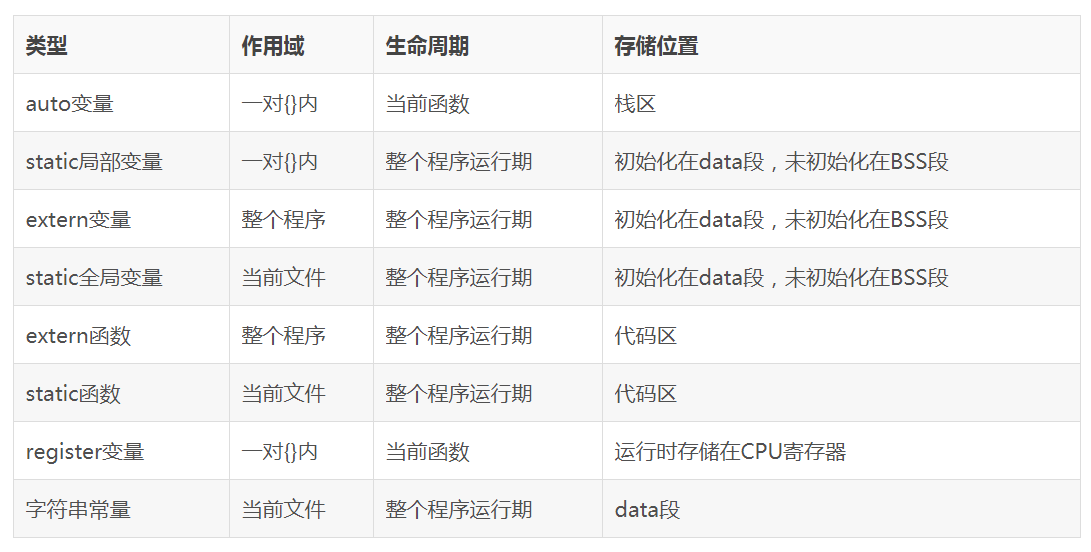 类型 作用域 生命周期 存储位置
auto变量 一对{}内 当前函数 栈区
static局部变量 一对{}内 整个程序运行期 初始化在data段，未初始化在BSS段
extern变量 整个程序 整个程序运行期 初始化在data段，未初始化在BSS段
static全局变量 当前文件 整个程序运行期 初始化在data段，未初始化在BSS段
extern函数 整个程序 整个程序运行期 代码区
static函数 当前文件 整个程序运行期 代码区
register变量 一对{}内 当前函数 运行时存储在CPU寄存器
字符串常量 当前文件 整个程序运行期 data段